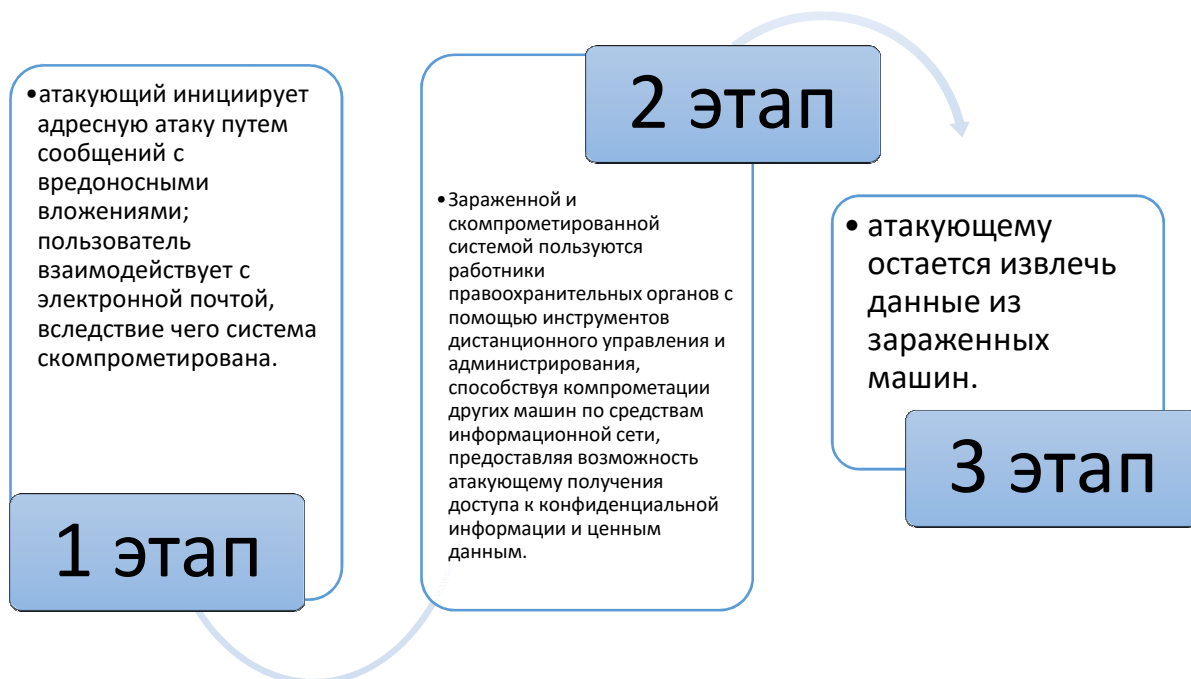 •атакующий инициирует
адресную атаку путем
сообщений с
вредоносными
вложениями;
пользователь
взаимодействует с
электронной почтой,
вследствие чего система
скомпрометирована.
1 этап
2 этап
•Зараженной и
скомпрометированной
системой пользуются
работники
правоохранительных органов с
помощью инструментов
дистанционного управления и
администрирования,
способствуя компрометации
других машин по средствам
информационной сети,
предоставляя возможность
атакующему получения
доступа к конфиденциальной
информации и ценным
данным.
• атакующему
остается извлечь
данные из
зараженных
машин.
3 этап